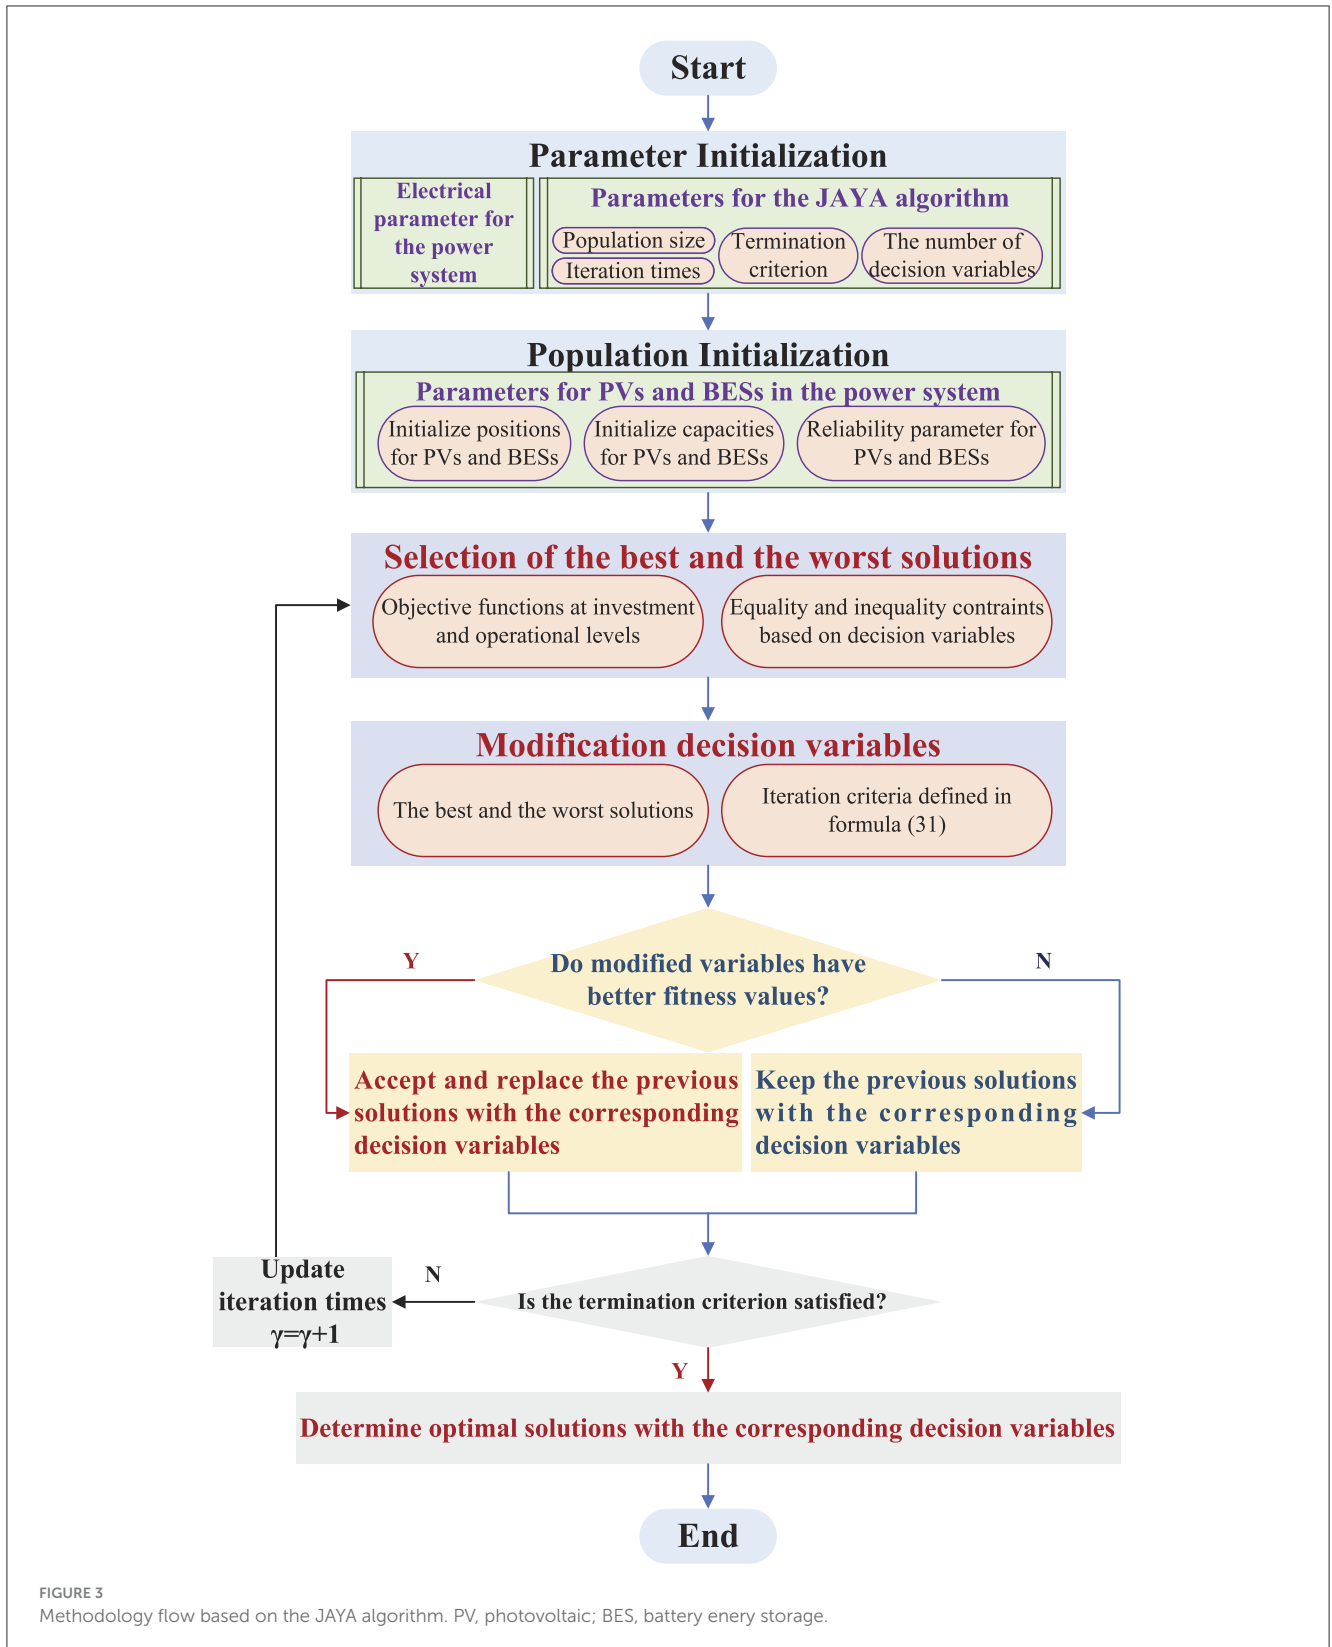 Start
Parameter Initialization
Electrical
parameter for
the power
system
Parameters for the JAYA algorithm
Population size
Iteration times
Termination
criterion
The number of
decision variables
Population Initialization
Parameters for PVs and BESs in the power system
Initialize positions
for PVs and BESs
Initialize capacities
for PVs and BESs
Reliability parameter for
PVs and BESs
Selection of the best and the worst solutions
Objective functions at investment
and operational levels
Equality and inequality contraints
based on decision variables
Modification decision variables
The best and the worst solutions
Iteration criteria defined in
formula (31)
Do modified variables have
better fitness values?
Y
N
Accept and replace the previous
solutions with the corresponding
decision variables
Keep the previous solutions
with the corresponding
decision variables
Is the termination criterion satisfied?
N
Update
iteration times
γ=γ+1
Y
Determine optimal solutions with the corresponding decision variables
End
FIGURE 3
Methodology flow based on the JAYA algorithm. PV, photovoltaic; BES, battery enery storage.